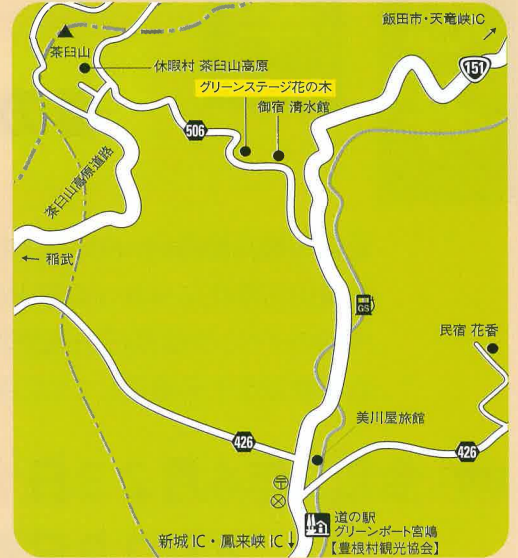 飯田市・天竜峡IC
151
茶臼山
休暇村 茶臼山高原
グリーンステージ花の木
御宿 清水館
506
茶臼山高原道路
← 稲武
GS
民宿 花香
美川屋旅館
426
426
道の駅
グリーンポート宮嶋
【豊根村観光協会】
新城 IC・鳳来峡 IC↓